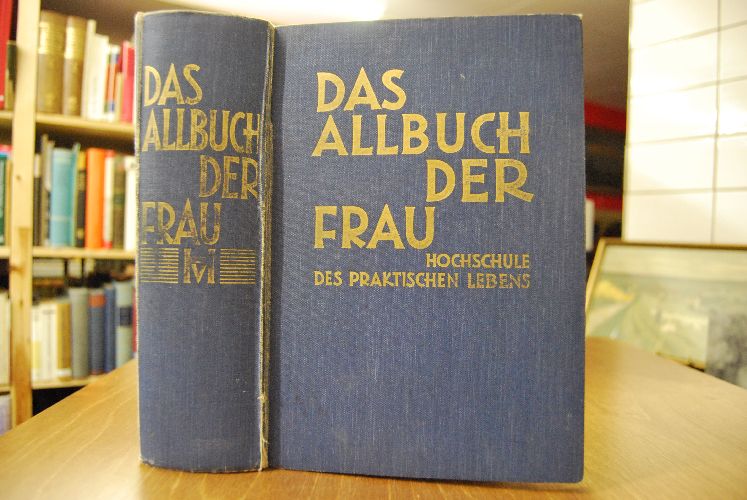 DAS
ALLBUCH
DER
FRAU
DAS
ALLBUCH
DER
FRAU
HOCHSCHULE
DES PRAKTISCHEN LEBENS